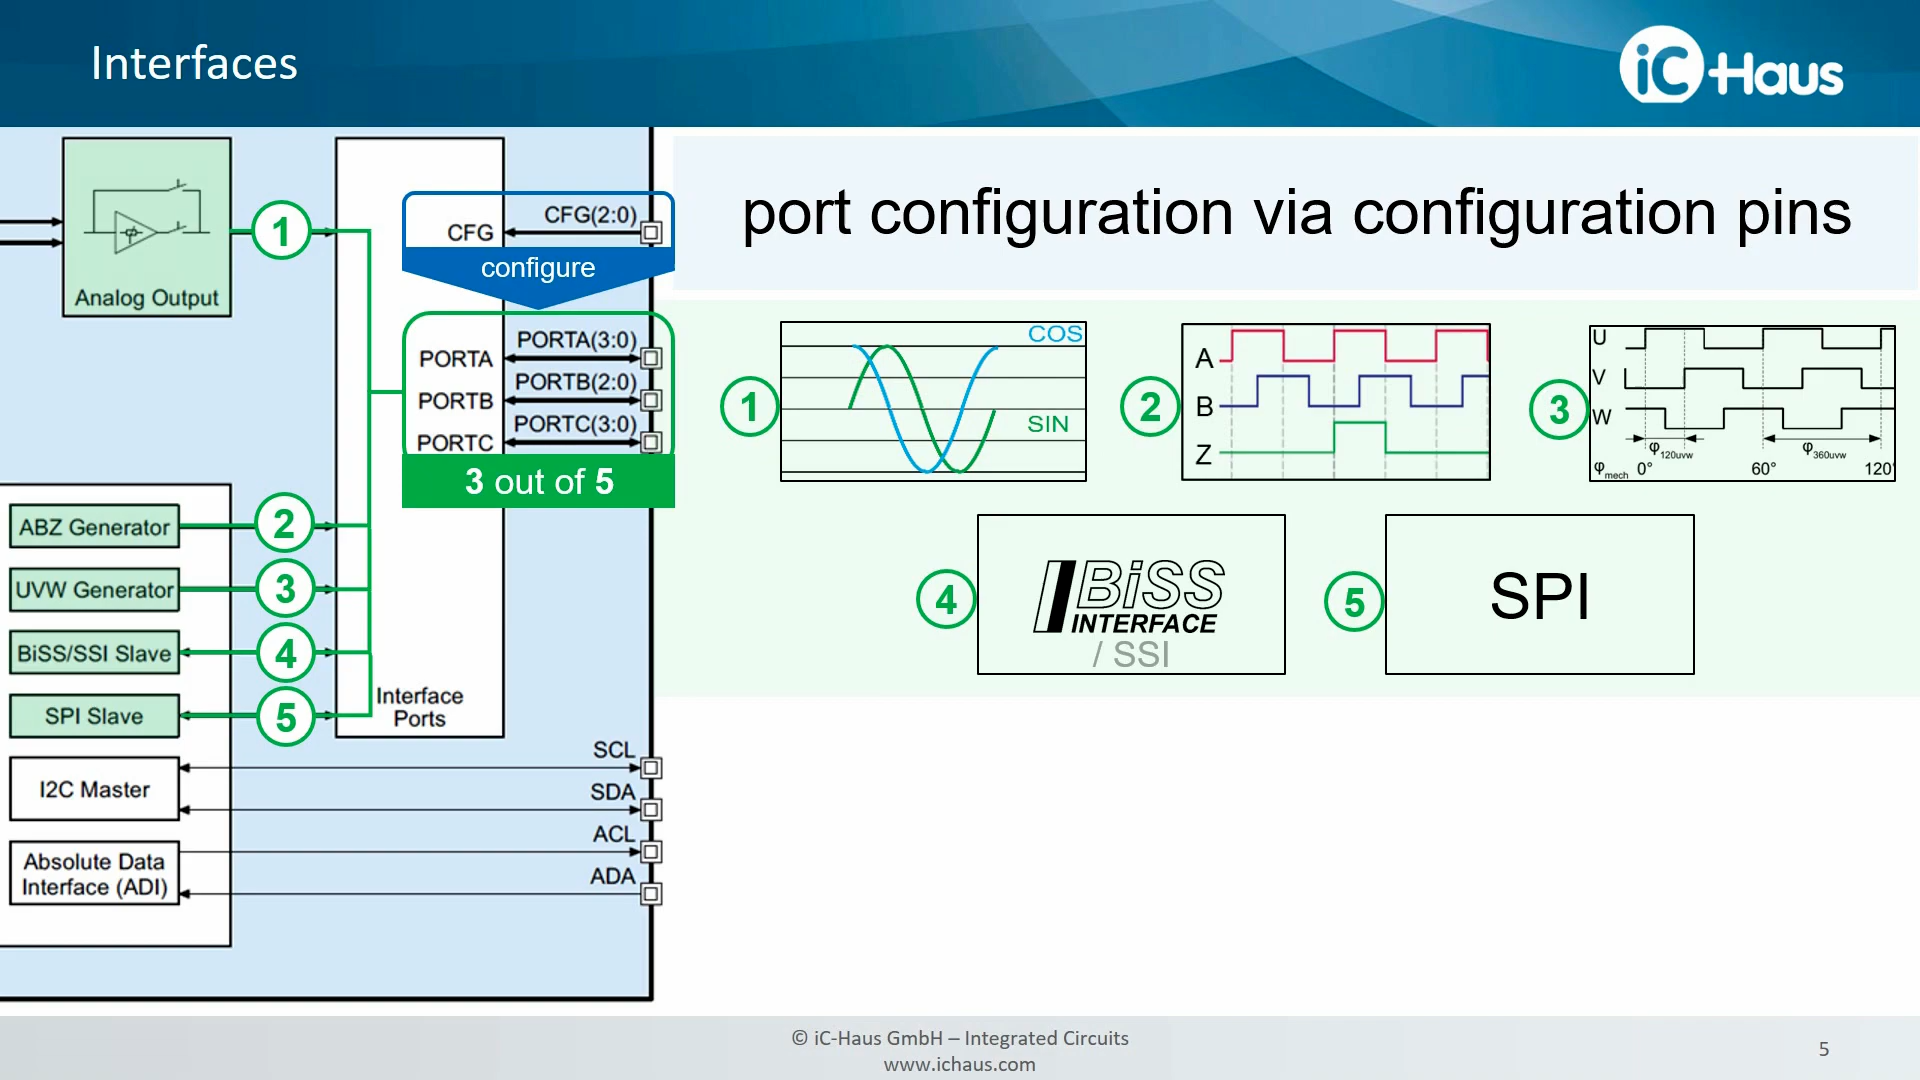 Interfaces
iC-Haus
Analog Output
1
CFG
CFG(2:0)
configure
PORTA
PORTA(3:0)
PORTB
PORTB(2:0)
PORTC
PORTC(3:0)
3 out of 5
ABZ Generator
2
UVW Generator
3
BiSS/SSI Slave
4
SPI Slave
5
Interface
Ports
I2C Master
SCL
SDA
Absolute Data
Interface (ADI)
ACL
ADA
port configuration via configuration pins
1
COS
SIN
2
A
B
Z
3
U
V
W
φ120uvw
φ360uvw
φmech 0° 60° 120°
4
BiSS
INTERFACE
/ SSI
5
SPI
© iC-Haus GmbH – Integrated Circuits
www.ichaus.com
5